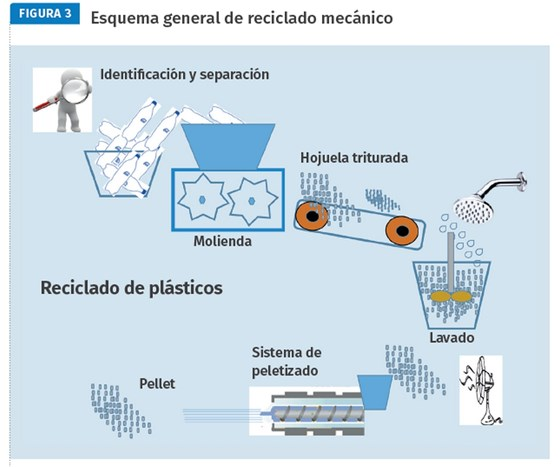 FIGURA 3
Esquema general de reciclado mecánico
Identificación y separación
Hojuela triturada
Molienda
Reciclado de plásticos
Lavado
Sistema de
peletizado
Pellet